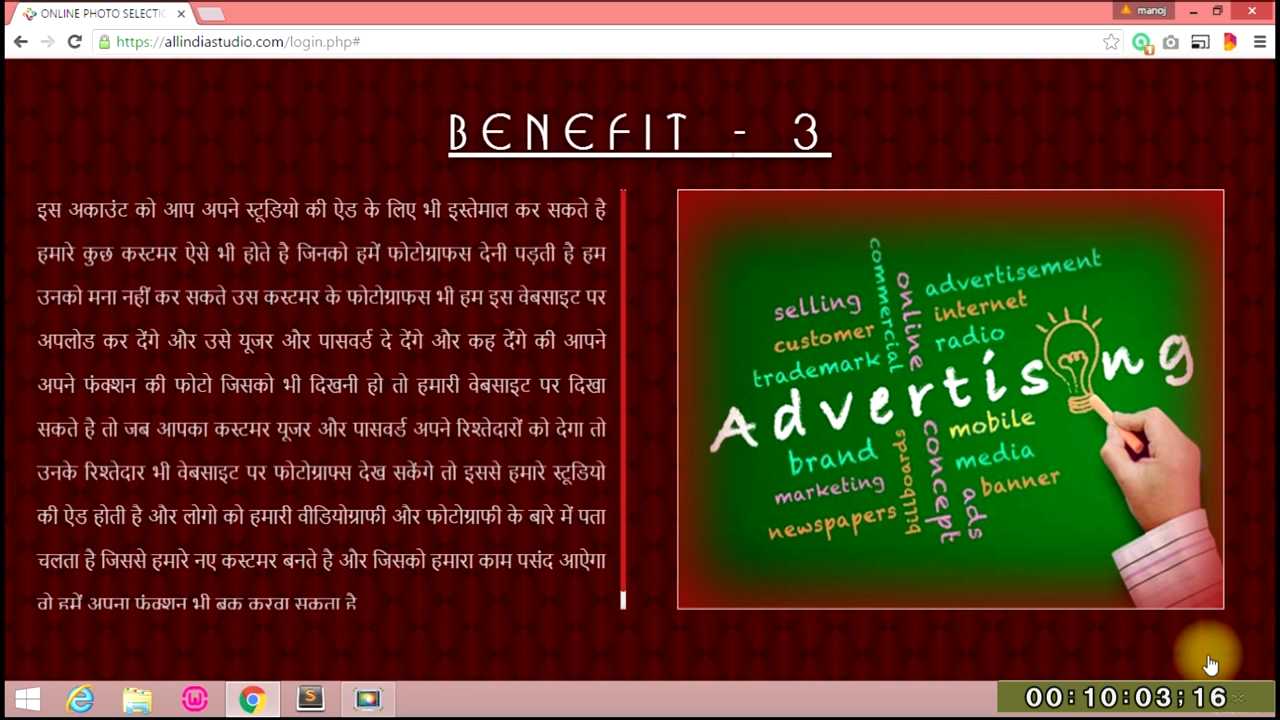 ONLINE PHOTO SELECTIO
manoj
https://allindiastudio.com/login.php#
BENEFIT - 3
इस अकाउंट को आप अपने स्टूडियो की ऐड के लिए भी इस्तेमाल कर सकते है
हमारे कुछ कस्टमर ऐसे भी होते है जिनको हमें फोटोग्राफस देनी पड़ती है हम
उनको मना नहीं कर सकते उस कस्टमर के फोटोग्राफस भी हम इस वेबसाइट पर
अपलोड कर देंगे और उसे यूजर और पासवर्ड दे देंगे और कह देंगे की आपने
अपने फंक्शन की फोटो जिसको भी दिखनी हो तो हमारी वेबसाइट पर दिखा
सकते है तो जब आपका कस्टमर यूजर और पासवर्ड अपने रिश्तेदारों को देगा तो
उनके रिश्तेदार भी वेबसाइट पर फोटोग्राफ्स देख सकेंगे तो इससे हमारे स्टूडियो
की ऐड होती है और लोगो को हमारी वीडियोग्राफी और फोटोग्राफी के बारे में पता
चलता है जिससे हमारे नए कस्टमर बनते है और जिसको हमारा काम पसंद आऐगा
वो हमें अपना फंक्शन भी बुक करवा सकता है
commercial
online
advertisement
selling
internet
customer
radio
trademark
Advertising
brand
billboards
concept
mobile
media
marketing
ads
banner
newspapers
00:10:03;16